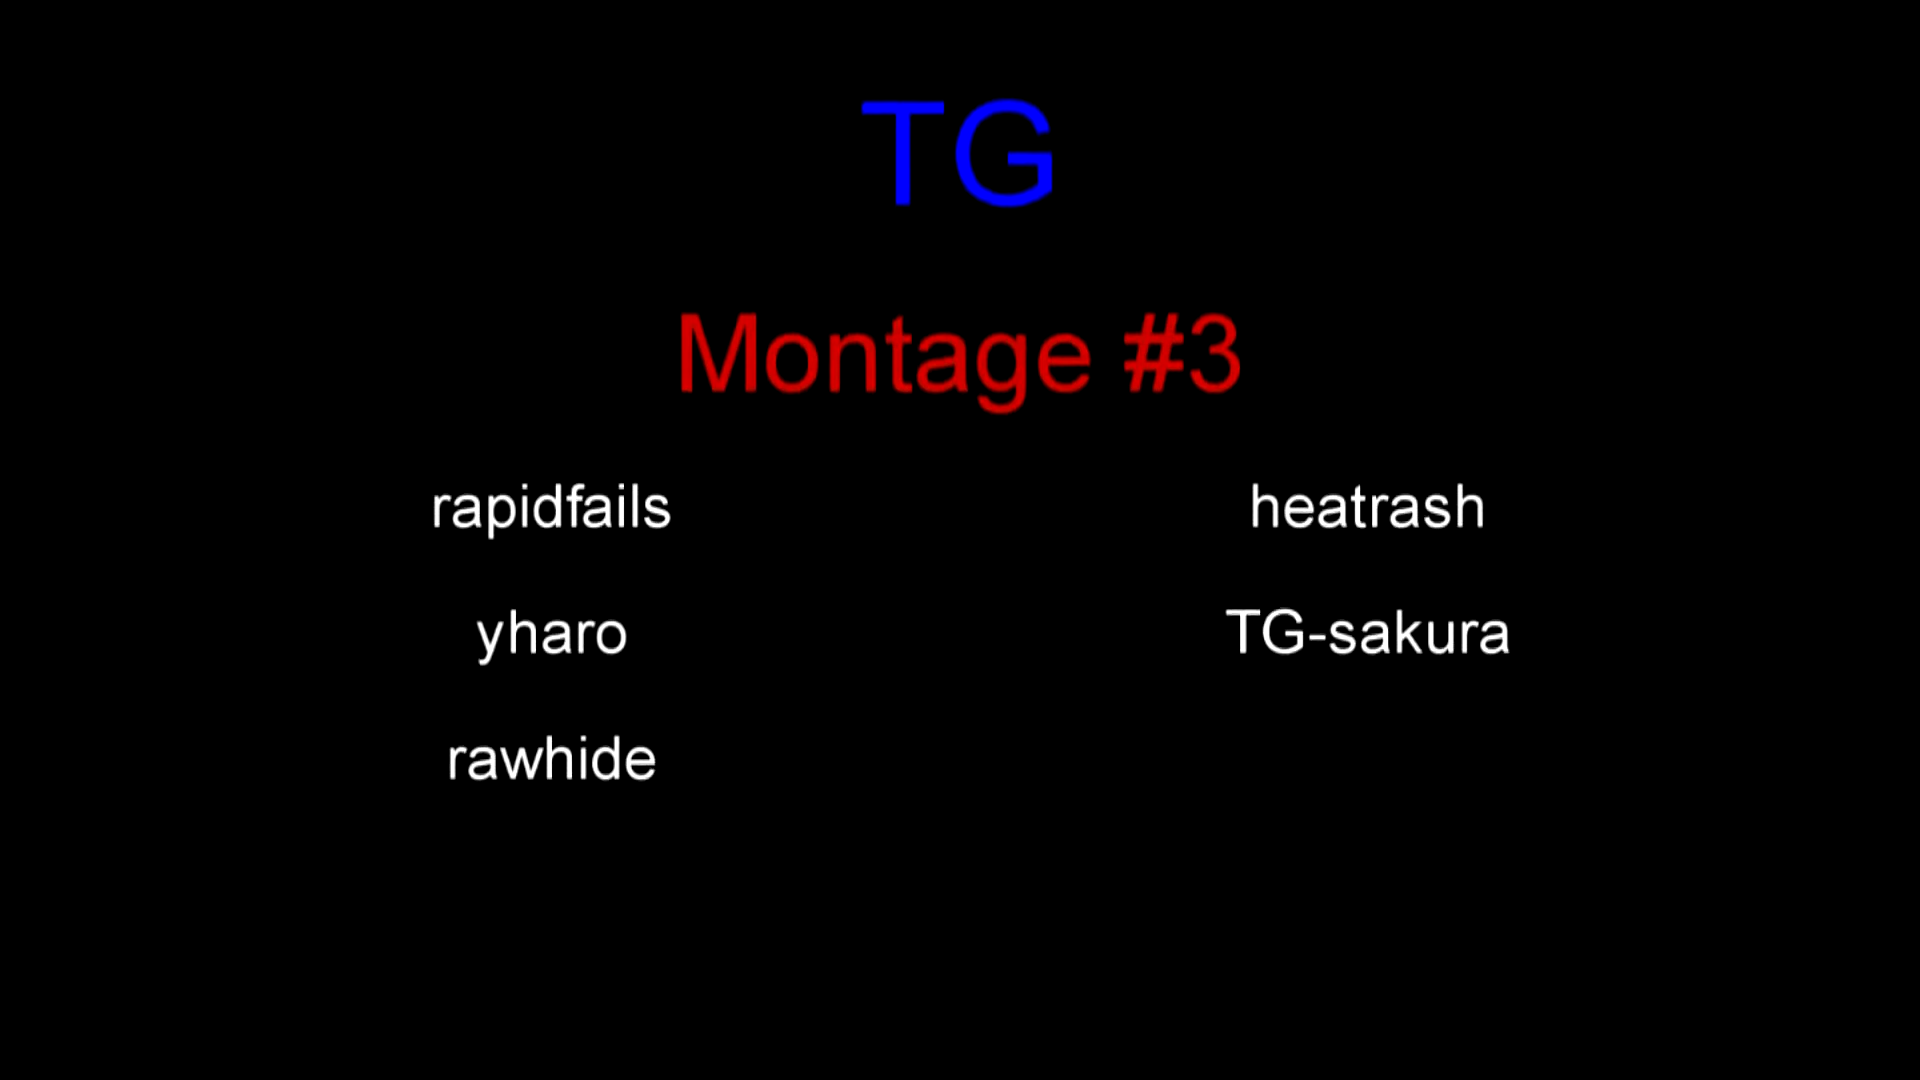 TG
Montage #3
rapidfails
heatrash
yharo
TG-sakura
rawhide